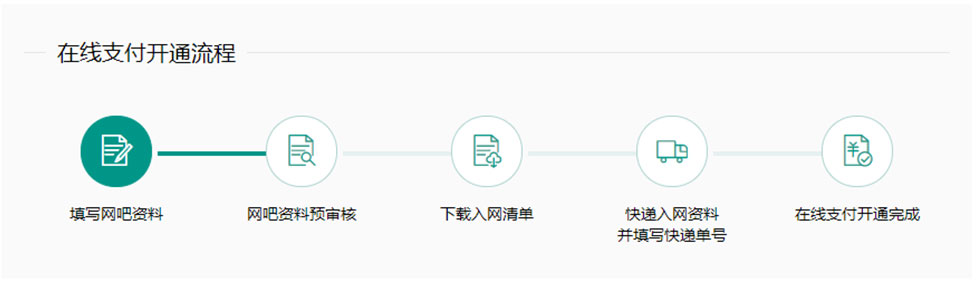 在线支付开通流程
填写网吧资料
网吧资料预审核
下载入网清单
快递入网资料
并填写快递单号
在线支付开通完成